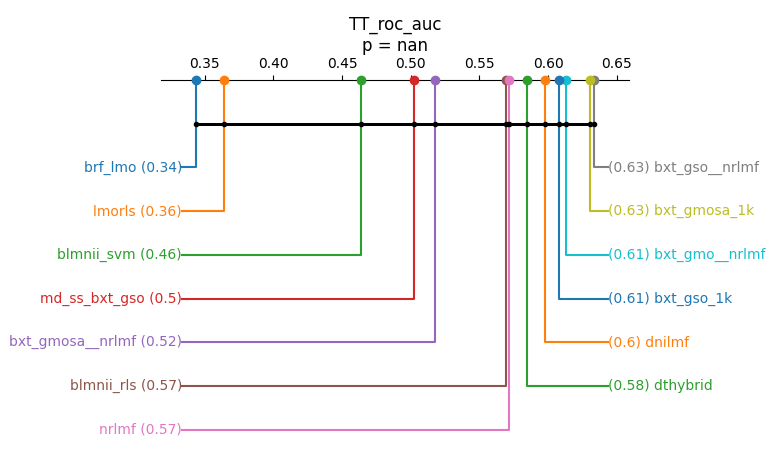 TT_roc_auc
p = nan
0.35 0.40 0.45 0.50 0.55 0.60 0.65
brf_lmo (0.34)
(0.63) bxt_gso__nrlmf
lmorls (0.36)
(0.63) bxt_gmosa_1k
blmnii_svm (0.46)
(0.61) bxt_gmo__nrlmf
md_ss_bxt_gso (0.5)
(0.61) bxt_gso_1k
bxt_gmosa__nrlmf (0.52)
(0.6) dnilmf
blmnii_rls (0.57)
(0.58) dthybrid
nrlmf (0.57)